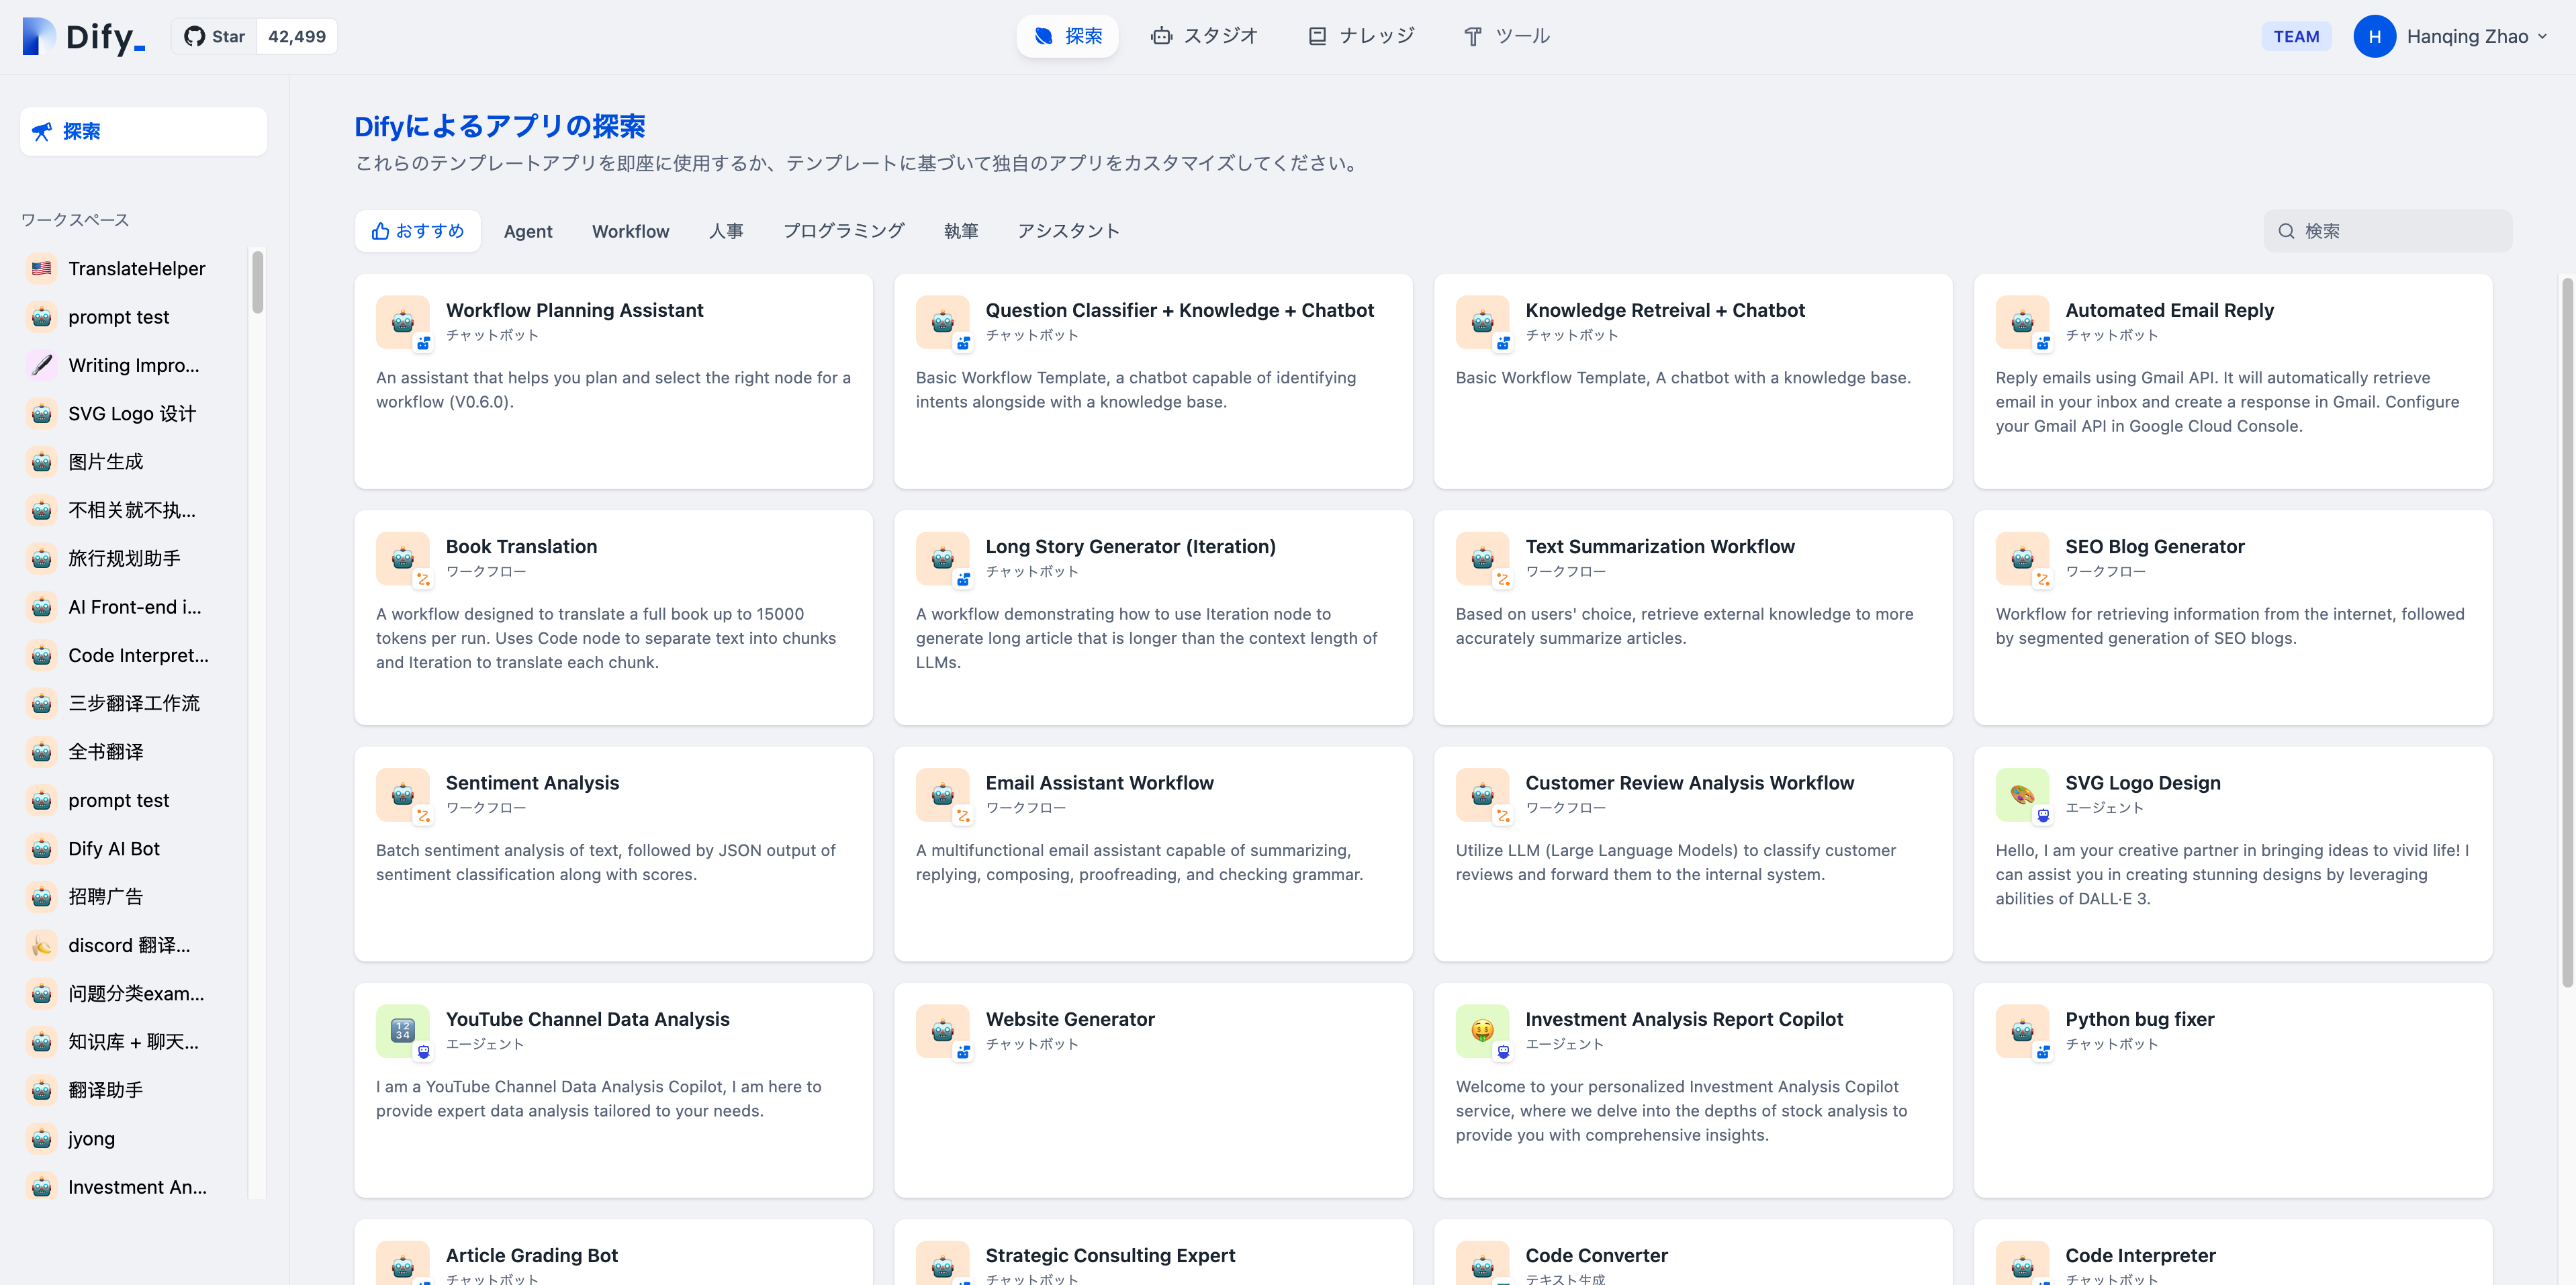 Dify_
Star 42,499
探索
スタジオ
ナレッジ
ツール
TEAM
H
Hanqing Zhao
探索
ワークスペース
TranslateHelper
prompt test
Writing Impro...
SVG Logo 设计
图片生成
不相关就不执...
旅行规划助手
AI Front-end i...
Code Interpret...
三步翻译工作流
全书翻译
prompt test
Dify AI Bot
招聘广告
discord 翻译...
问题分类exam...
知识库 + 聊天...
翻译助手
jyong
Investment An...
Difyによるアプリの探索
これらのテンプレートアプリを即座に使用するか、テンプレートに基づいて独自のアプリをカスタマイズしてください。
おすすめ
Agent
Workflow
人事
プログラミング
執筆
アシスタント
検索
Workflow Planning Assistant
チャットボット
An assistant that helps you plan and select the right node for a
workflow (V0.6.0).
Question Classifier + Knowledge + Chatbot
チャットボット
Basic Workflow Template, a chatbot capable of identifying
intents alongside with a knowledge base.
Knowledge Retreival + Chatbot
チャットボット
Basic Workflow Template, A chatbot with a knowledge base.
Automated Email Reply
チャットボット
Reply emails using Gmail API. It will automatically retrieve
email in your inbox and create a response in Gmail. Configure
your Gmail API in Google Cloud Console.
Book Translation
ワークフロー
A workflow designed to translate a full book up to 15000
tokens per run. Uses Code node to separate text into chunks
and Iteration to translate each chunk.
Long Story Generator (Iteration)
チャットボット
A workflow demonstrating how to use Iteration node to
generate long article that is longer than the context length of
LLMs.
Text Summarization Workflow
ワークフロー
Based on users' choice, retrieve external knowledge to more
accurately summarize articles.
SEO Blog Generator
ワークフロー
Workflow for retrieving information from the internet, followed
by segmented generation of SEO blogs.
Sentiment Analysis
ワークフロー
Batch sentiment analysis of text, followed by JSON output of
sentiment classification along with scores.
Email Assistant Workflow
ワークフロー
A multifunctional email assistant capable of summarizing,
replying, composing, proofreading, and checking grammar.
Customer Review Analysis Workflow
ワークフロー
Utilize LLM (Large Language Models) to classify customer
reviews and forward them to the internal system.
SVG Logo Design
エージェント
Hello, I am your creative partner in bringing ideas to vivid life! I
can assist you in creating stunning designs by leveraging
abilities of DALL·E 3.
1234
YouTube Channel Data Analysis
エージェント
I am a YouTube Channel Data Analysis Copilot, I am here to
provide expert data analysis tailored to your needs.
Website Generator
チャットボット
Investment Analysis Report Copilot
エージェント
Welcome to your personalized Investment Analysis Copilot
service, where we delve into the depths of stock analysis to
provide you with comprehensive insights.
Python bug fixer
チャットボット
Article Grading Bot
チャットボット
Strategic Consulting Expert
チャットボット
Code Converter
テキスト生成
Code Interpreter
チャットボット